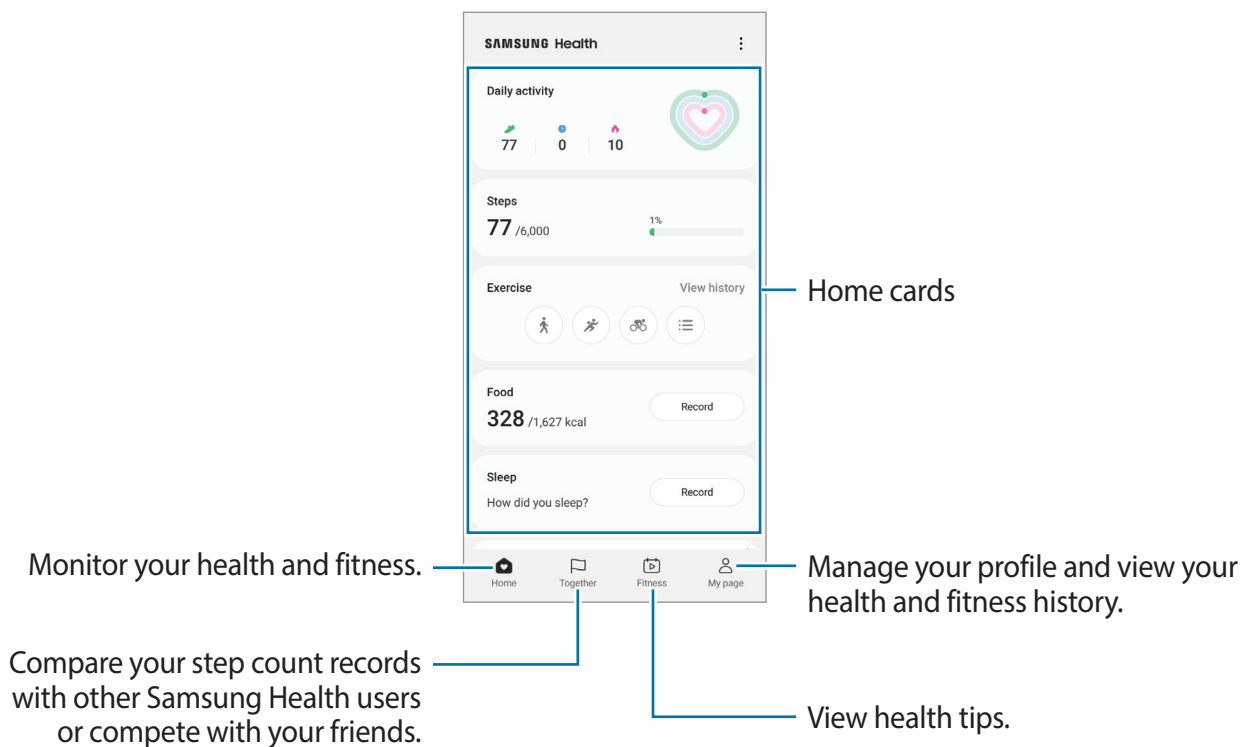 SAMSUNG Health
Daily activity
77 0 10
Steps
77 /6,000
1%
Exercise
View history
Home cards
Food
328 /1,627 kcal
Record
Sleep
How did you sleep?
Record
Home
Together
Fitness
My page
Monitor your health and fitness.
Manage your profile and view your
health and fitness history.
Compare your step count records
with other Samsung Health users
or compete with your friends.
View health tips.